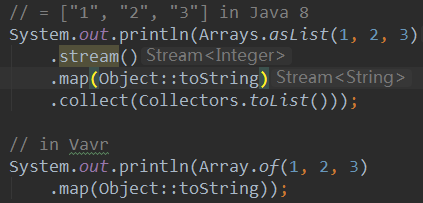 // = ["1", "2", "3"] in Java 8
System.out.println(Arrays.asList(1, 2, 3)
.stream() Stream<Integer>
.map(Object::toString) Stream<String>
.collect(Collectors.toList()));
// in Vavr
System.out.println(Array.of(1, 2, 3)
.map(Object::toString));